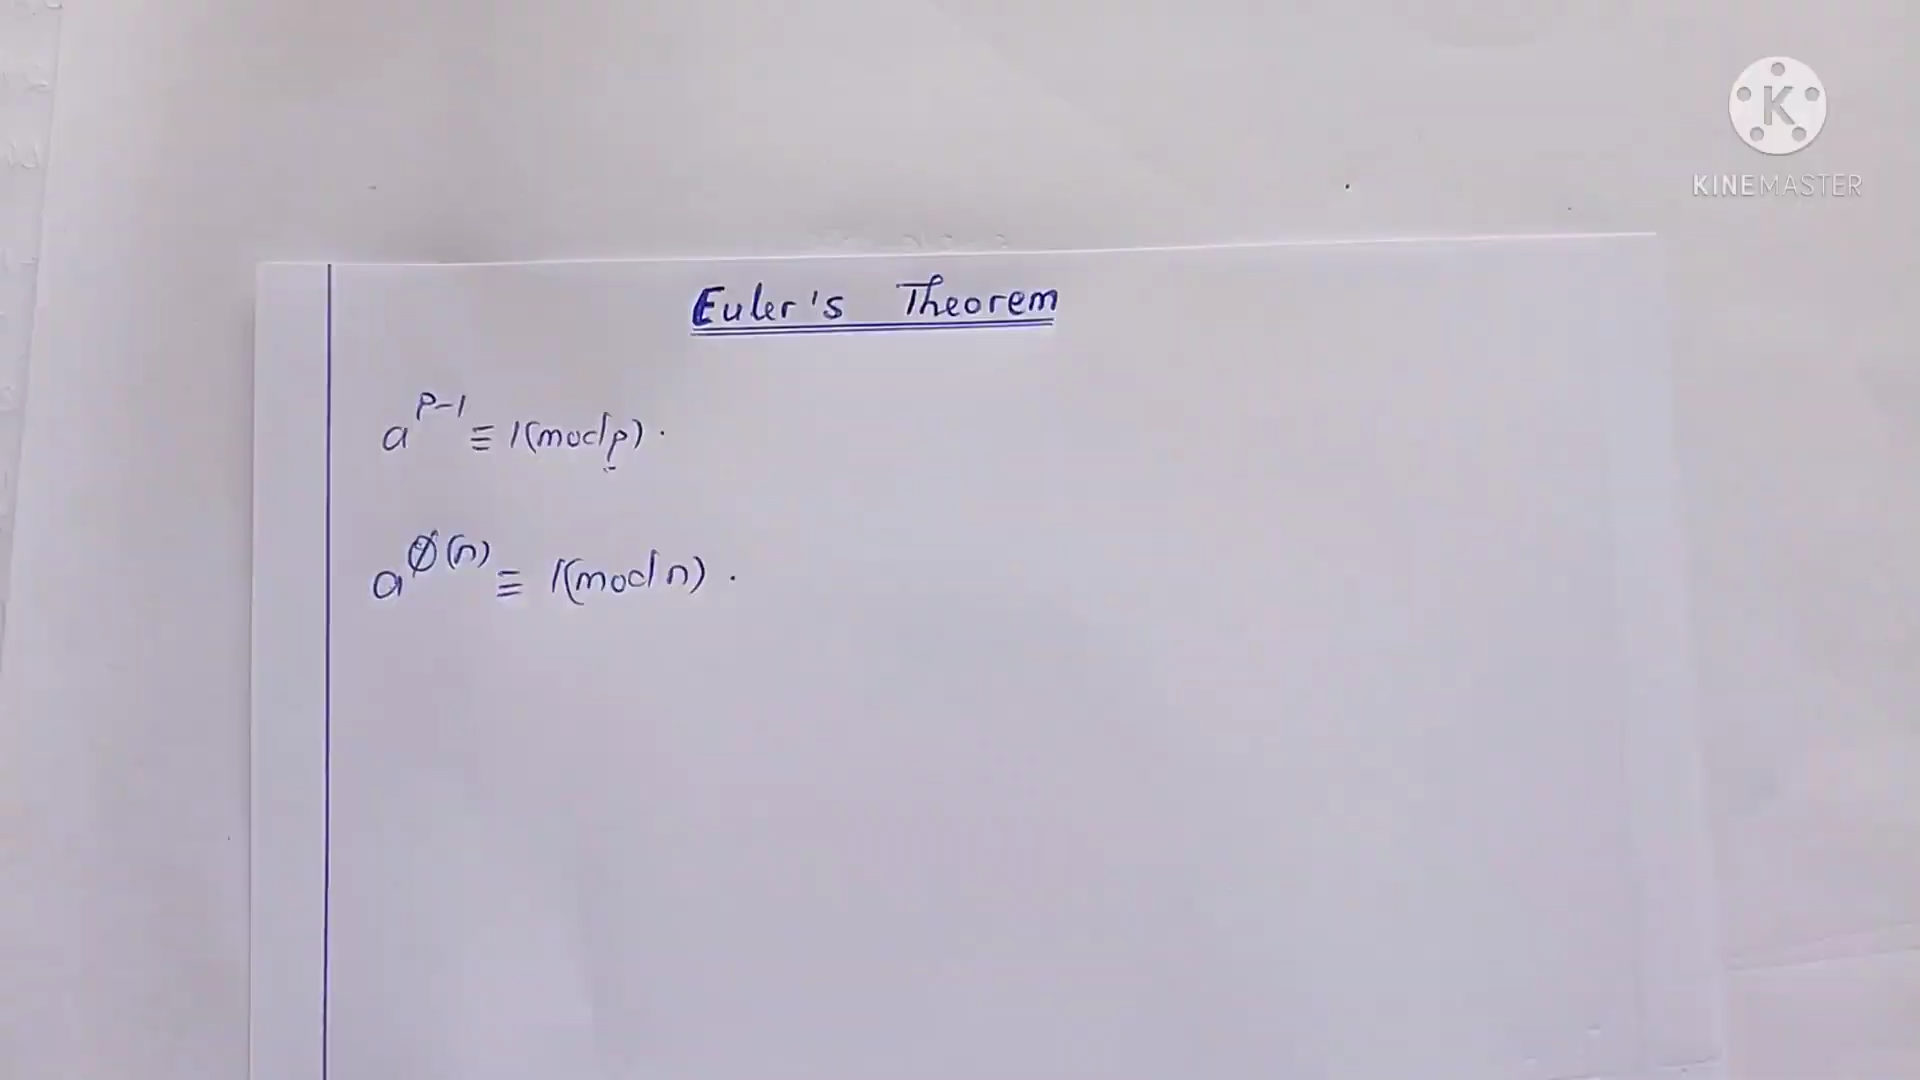 K
KINEMASTER
Euler's Theorem
a^{p-1} ≡ 1(mod p).
a^{Ø(n)} ≡ 1(mod n).